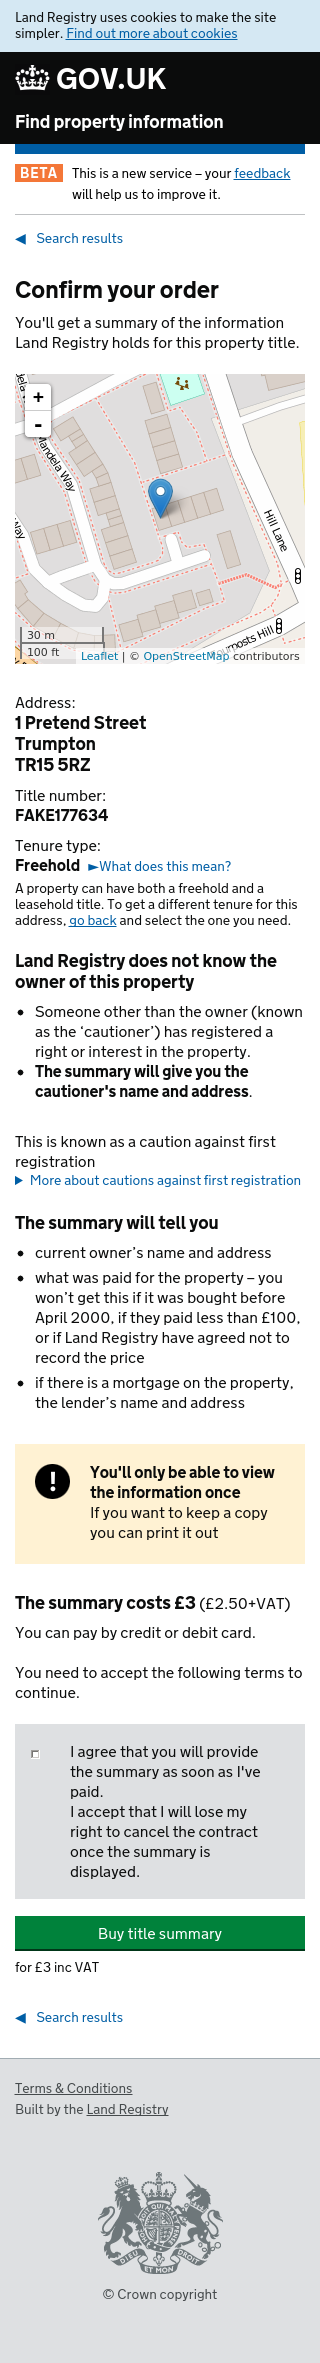 Land Registry uses cookies to make the site
simpler. Find out more about cookies
GOV.UK
Find property information
BETA
This is a new service – your feedback
will help us to improve it.
◀ Search results
Confirm your order
You'll get a summary of the information
Land Registry holds for this property title.
+
-
Mandela Way
Way
Hill Lane
30 m
100 ft
Leaflet | © OpenStreetMap contributors
Address:
1 Pretend Street
Trumpton
TR15 5RZ
Title number:
FAKE177634
Tenure type:
Freehold ►What does this mean?
A property can have both a freehold and a
leasehold title. To get a different tenure for this
address, go back and select the one you need.
Land Registry does not know the
owner of this property
• Someone other than the owner (known
as the ‘cautioner’) has registered a
right or interest in the property.
• The summary will give you the
cautioner's name and address.
This is known as a caution against first
registration
► More about cautions against first registration
The summary will tell you
• current owner’s name and address
• what was paid for the property – you
won’t get this if it was bought before
April 2000, if they paid less than £100,
or if Land Registry have agreed not to
record the price
• if there is a mortgage on the property,
the lender’s name and address
!
You'll only be able to view
the information once
If you want to keep a copy
you can print it out
The summary costs £3 (£2.50+VAT)
You can pay by credit or debit card.
You need to accept the following terms to
continue.
I agree that you will provide
the summary as soon as I've
paid.
I accept that I will lose my
right to cancel the contract
once the summary is
displayed.
Buy title summary
for £3 inc VAT
◀ Search results
Terms & Conditions
Built by the Land Registry
DIEU ET MON DROIT
© Crown copyright